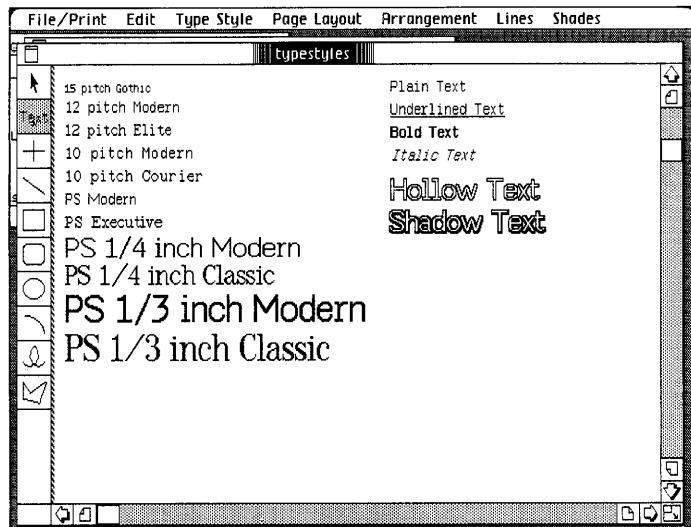 File/Print Edit Type Style Page Layout Arrangement Lines Shades
typestyles
Text
15 pitch Gothic
12 pitch Modern
12 pitch Elite
10 pitch Modern
10 pitch Courier
PS Modern
PS Executive
PS 1/4 inch Modern
PS 1/4 inch Classic
PS 1/3 inch Modern
PS 1/3 inch Classic
Plain Text
Underlined Text
Bold Text
Italic Text
Hollow Text
Shadow Text